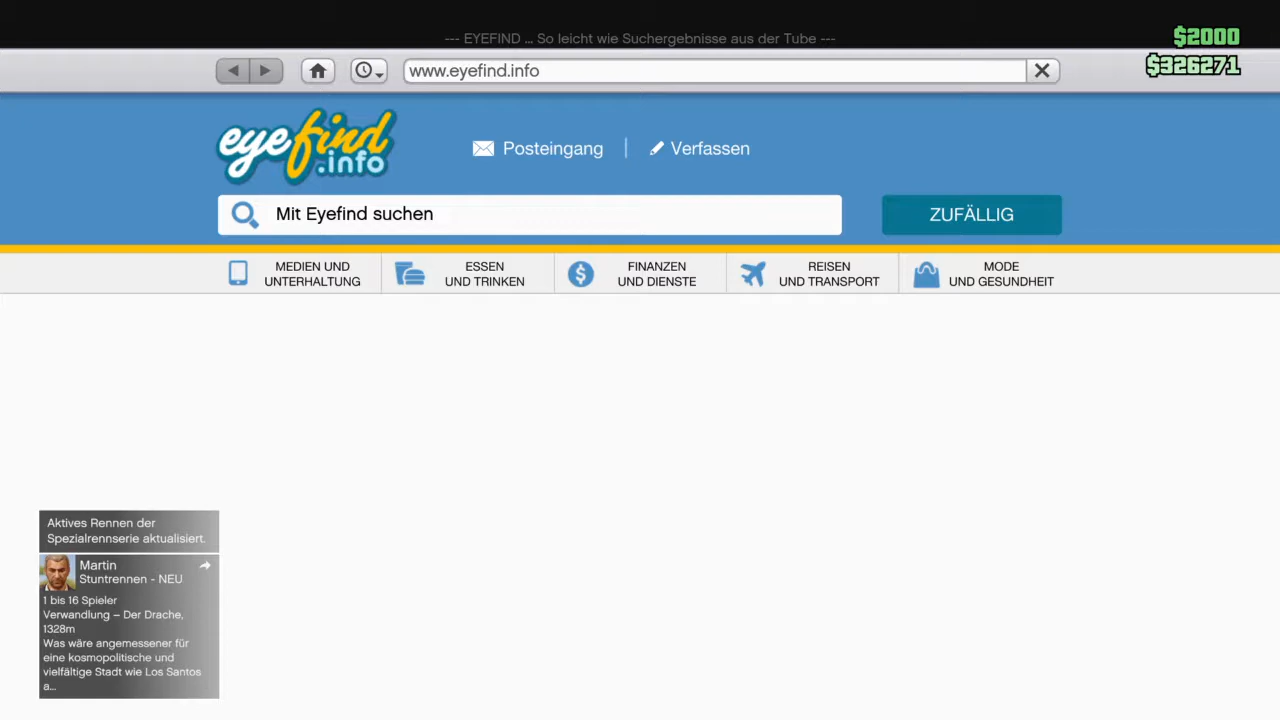 --- EYEFIND ... So leicht wie Suchergebnisse aus der Tube ---
$2000
$326271
www.eyefind.info
eyefind
.info
Posteingang
Verfassen
Mit Eyefind suchen
ZUFÄLLIG
MEDIEN UND
UNTERHALTUNG
ESSEN
UND TRINKEN
FINANZEN
UND DIENSTE
REISEN
UND TRANSPORT
MODE
UND GESUNDHEIT
Aktives Rennen der
Spezialrennserie aktualisiert.
Martin
Stuntrennen - NEU
1 bis 16 Spieler
Verwandlung – Der Drache,
1328m
Was wäre angemessener für
eine kosmopolitische und
vielfältige Stadt wie Los Santos
a...